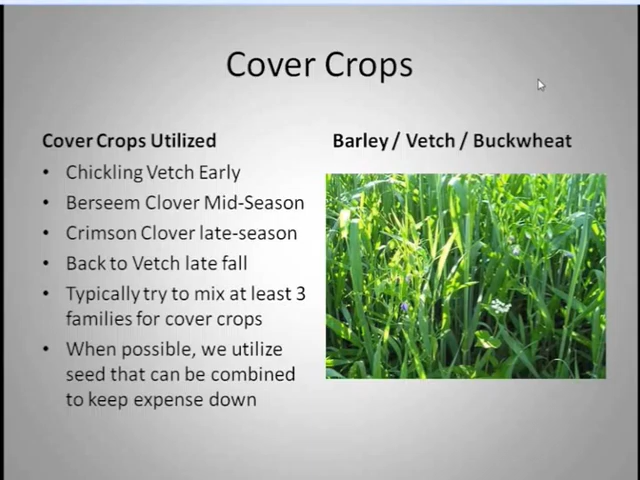 Cover Crops
Cover Crops Utilized
• Chickling Vetch Early
• Berseem Clover Mid-Season
• Crimson Clover late-season
• Back to Vetch late fall
• Typically try to mix at least 3
families for cover crops
• When possible, we utilize
seed that can be combined
to keep expense down
Barley / Vetch / Buckwheat